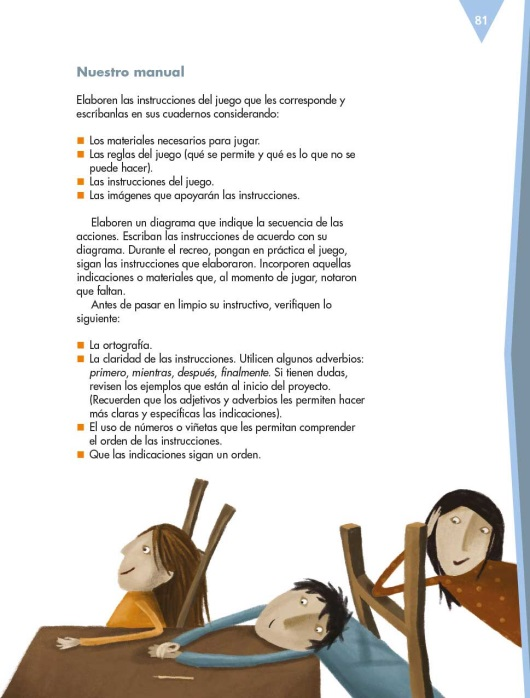 81
Nuestro manual
Elaboren las instrucciones del juego que les corresponde y
escríbanlas en sus cuadernos considerando:
■ Los materiales necesarios para jugar.
■ Las reglas del juego (qué se permite y qué es lo que no se
puede hacer).
■ Las instrucciones del juego.
■ Las imágenes que apoyarán las instrucciones.
Elaboren un diagrama que indique la secuencia de las
acciones. Escriban las instrucciones de acuerdo con su
diagrama. Durante el recreo, pongan en práctica el juego,
sigan las instrucciones que elaboraron. Incorporen aquellas
indicaciones o materiales que, al momento de jugar, notaron
que faltan.
Antes de pasar en limpio su instructivo, verifiquen lo
siguiente:
■ La ortografía.
■ La claridad de las instrucciones. Utilicen algunos adverbios:
primero, mientras, después, finalmente. Si tienen dudas,
revisen los ejemplos que están al inicio del proyecto.
(Recuerden que los adjetivos y adverbios les permiten hacer
más claras y específicas las indicaciones).
■ El uso de números o viñetas que les permitan comprender
el orden de las instrucciones.
■ Que las indicaciones sigan un orden.